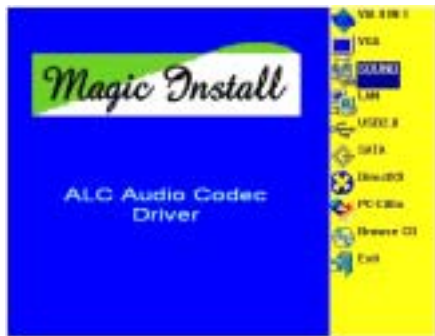 Magic Install
ALC Audio Codec
Driver
VGA
SOUND
LAN
USB2.0
SATA
DirectX9
PC-Cillin
Browse CD
Exit